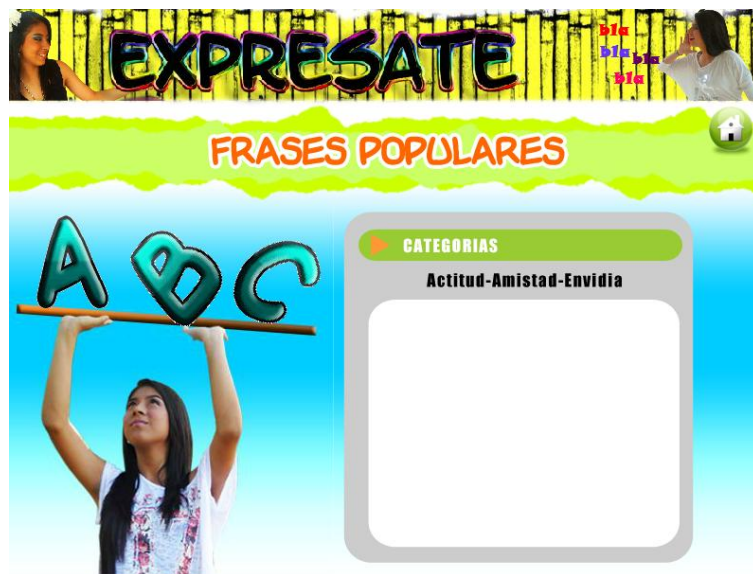 EXPRESATE
bla
bla
bla
bla
FRASES POPULARES
ABC
CATEGORIAS
Actitud-Amistad-Envidia